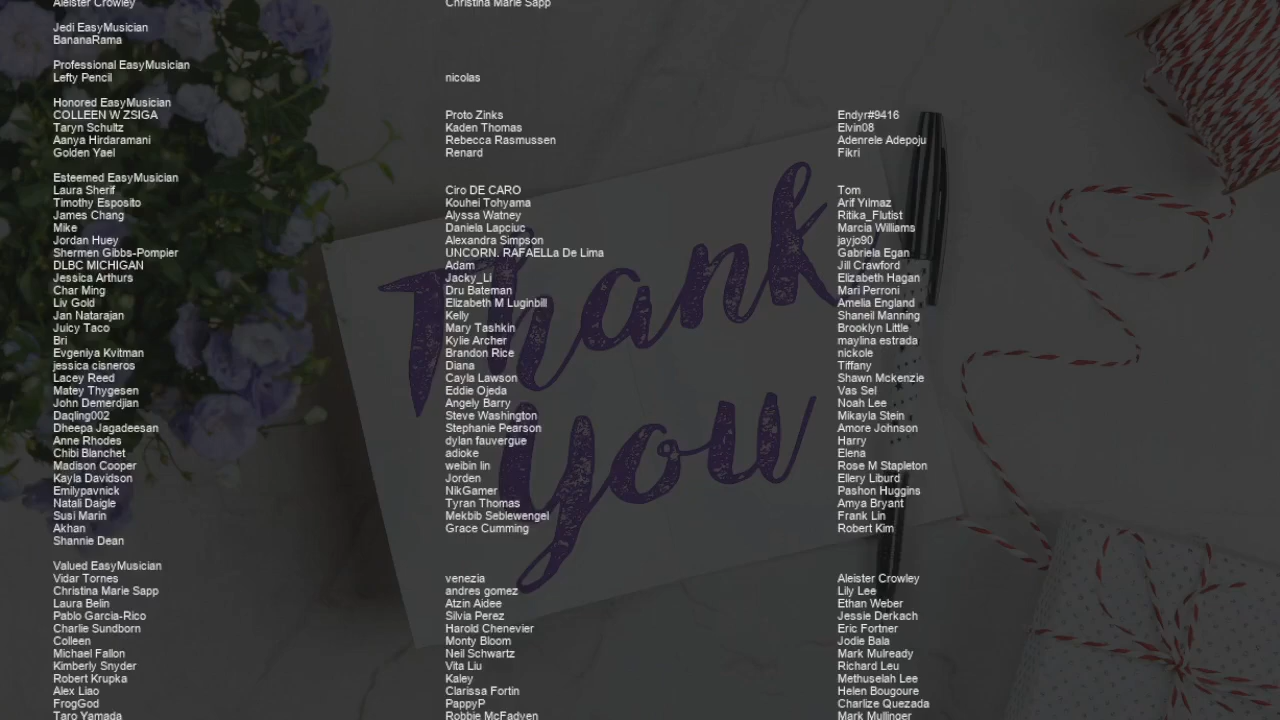 Aleister Crowley Christina Marie Sapp
Jedi EasyMusician
BananaRama
Professional EasyMusician
Lefty Pencil nicolas
Honored EasyMusician
COLLEEN W ZSIGA Proto Zinks Endyr#9416
Taryn Schultz Kaden Thomas Elvin08
Aanya Hirdaramani Rebecca Rasmussen Adenrele Adepoju
Golden Yael Renard Fikri
Esteemed EasyMusician
Laura Sherif Ciro DE CARO Tom
Timothy Esposito Kouhei Tohyama Arif Yılmaz
James Chang Alyssa Watney Ritika_Flutist
Mike Daniela Lapciuc Marcia Williams
Jordan Huey Alexandra Simpson jayjo90
Shermen Gibbs-Pompier UNCORN. RAFAELLa De Lima Gabriela Egan
DLBC MICHIGAN Adam Jill Crawford
Jessica Arthurs Jacky_Li Elizabeth Hagan
Char Ming Dru Bateman Mari Perroni
Liv Gold Elizabeth M Luginbill Amelia England
Jan Natarajan Kelly Shaneil Manning
Juicy Taco Mary Tashkin Brooklyn Little
Bri Kylie Archer maylina estrada
Evgeniya Kvitman Brandon Rice nickole
jessica cisneros Diana Tiffany
Lacey Reed Cayla Lawson Shawn Mckenzie
Matey Thygesen Eddie Ojeda Vas Sel
John Demerdjian Angely Barry Noah Lee
Daqling002 Steve Washington Mikayla Stein
Dheepa Jagadeesan Stephanie Pearson Amore Johnson
Anne Rhodes dylan fauvergue Harry
Chibi Blanchet adioke Elena
Madison Cooper weibin lin Rose M Stapleton
Kayla Davidson Jorden Ellery Liburd
Emilypavnick NikGamer Pashon Huggins
Natali Daigle Tyran Thomas Amya Bryant
Susi Marin Mekbib Seblewengel Frank Lin
Akhan Grace Cumming Robert Kim
Shannie Dean
Valued EasyMusician
Vidar Tornes venezia Aleister Crowley
Christina Marie Sapp andres gomez Lily Lee
Laura Belin Atzin Aidee Ethan Weber
Pablo Garcia-Rico Silvia Perez Jessie Derkach
Charlie Sundborn Harold Chenevier Eric Fortner
Colleen Monty Bloom Jodie Bala
Michael Fallon Neil Schwartz Mark Mulready
Kimberly Snyder Vita Liu Richard Leu
Robert Krupka Kaley Methuselah Lee
Alex Liao Clarissa Fortin Helen Bougoure
FrogGod PappyP Charlize Quezada
Taro Yamada Robbie McFadyen Mark Mullinger
Thank
you